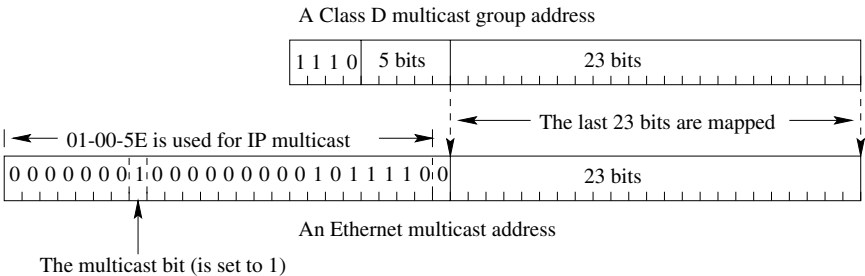 A Class D multicast group address
1 1 1 0 5 bits 23 bits
The last 23 bits are mapped
01-00-5E is used for IP multicast
0 0 0 0 0 0 0 1 0 0 0 0 0 0 0 0 0 1 0 1 1 1 1 0 0 23 bits
An Ethernet multicast address
The multicast bit (is set to 1)